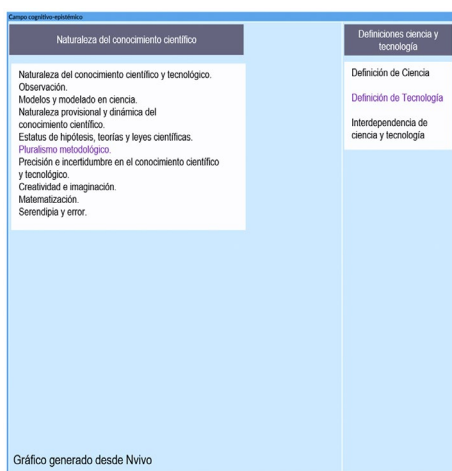 Campo cognitivo-epistémico
Naturaleza del conocimiento científico
Naturaleza del conocimiento científico y tecnológico.
Observación.
Modelos y modelado en ciencia.
Naturaleza provisional y dinámica del
conocimiento científico.
Estatus de hipótesis, teorías y leyes científicas.
Pluralismo metodológico.
Precisión e incertidumbre en el conocimiento científico
y tecnológico.
Creatividad e imaginación.
Matematización.
Serendipia y error.
Definiciones ciencia y
tecnología
Definición de Ciencia
Definición de Tecnología
Interdependencia de
ciencia y tecnología
Gráfico generado desde Nvivo